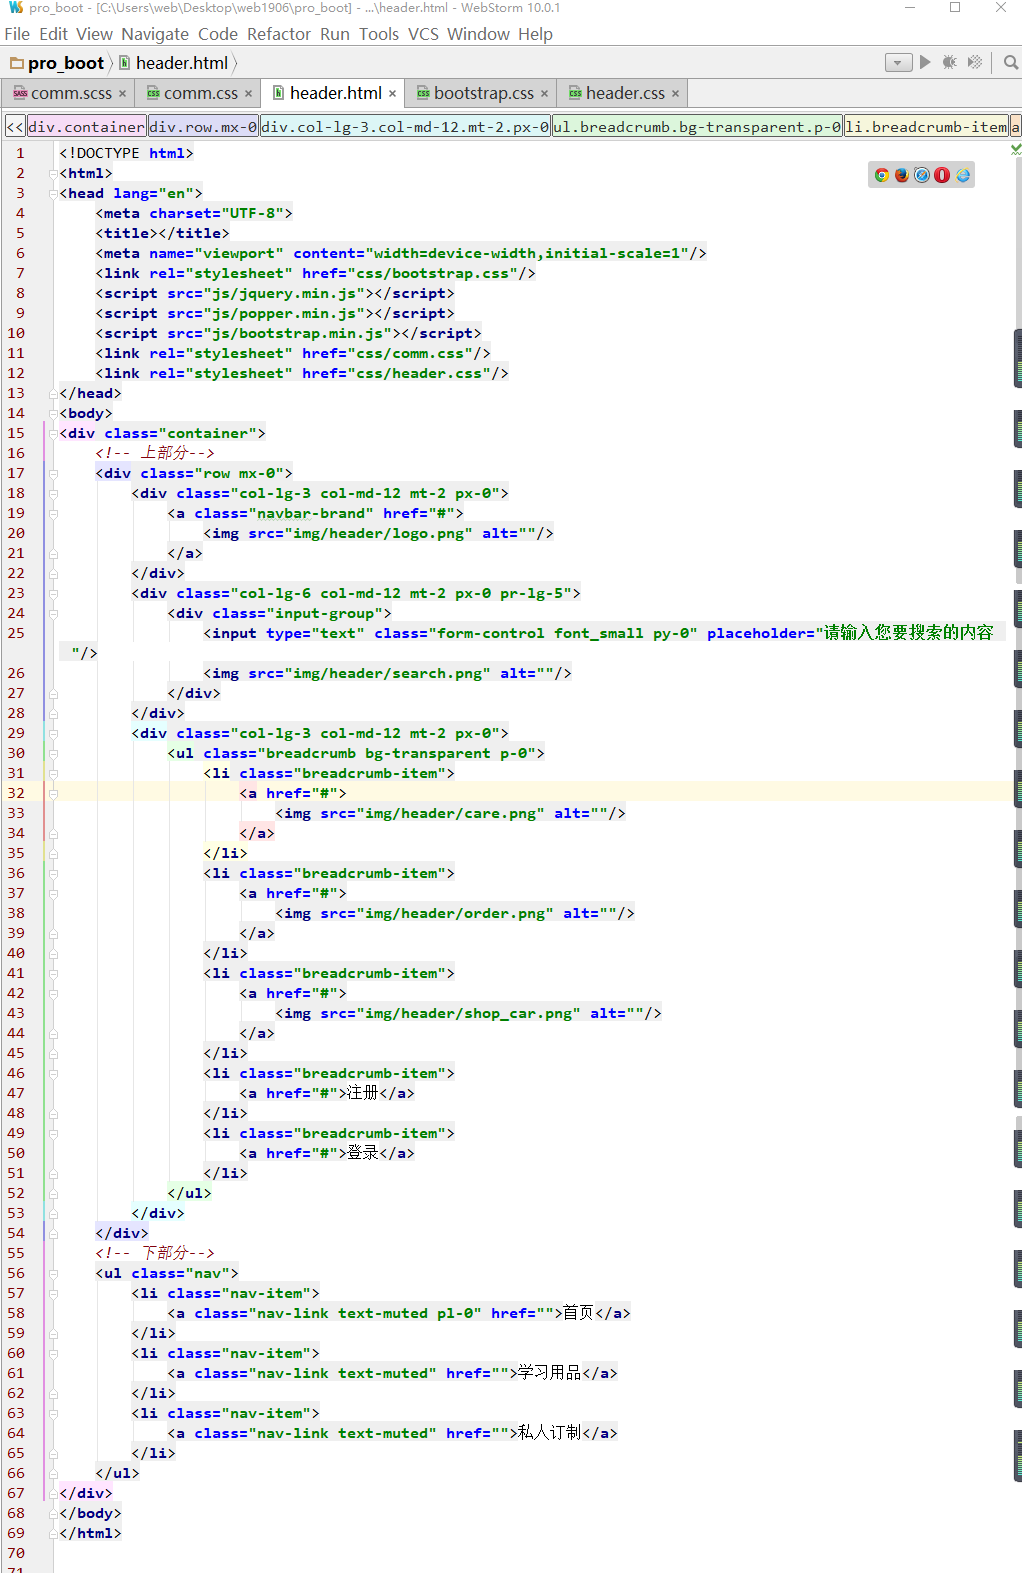 pro_boot - [C:\Users\web\Desktop\web1906\pro_boot] - ...\header.html - WebStorm 10.0.1
File Edit View Navigate Code Refactor Run Tools VCS Window Help
pro_boot header.html
comm.scss × comm.css × header.html × bootstrap.css × header.css ×
<< div.container div.row.mx-0 div.col-lg-3.col-md-12.mt-2.px-0 ul.breadcrumb.bg-transparent.p-0 li.breadcrumb-item a
1 <!DOCTYPE html>
2 <html>
3 <head lang="en">
4 <meta charset="UTF-8">
5 <title></title>
6 <meta name="viewport" content="width=device-width,initial-scale=1"/>
7 <link rel="stylesheet" href="css/bootstrap.css"/>
8 <script src="js/jquery.min.js"></script>
9 <script src="js/popper.min.js"></script>
10 <script src="js/bootstrap.min.js"></script>
11 <link rel="stylesheet" href="css/comm.css"/>
12 <link rel="stylesheet" href="css/header.css"/>
13 </head>
14 <body>
15 <div class="container">
16 <!-- 上部分-->
17 <div class="row mx-0">
18 <div class="col-lg-3 col-md-12 mt-2 px-0">
19 <a class="navbar-brand" href="#">
20 <img src="img/header/logo.png" alt=""/>
21 </a>
22 </div>
23 <div class="col-lg-6 col-md-12 mt-2 px-0 pr-lg-5">
24 <div class="input-group">
25 <input type="text" class="form-control font_small py-0" placeholder="请输入您要搜索的内容
"/>
26 <img src="img/header/search.png" alt=""/>
27 </div>
28 </div>
29 <div class="col-lg-3 col-md-12 mt-2 px-0">
30 <ul class="breadcrumb bg-transparent p-0">
31 <li class="breadcrumb-item">
32 <a href="#">
33 <img src="img/header/care.png" alt=""/>
34 </a>
35 </li>
36 <li class="breadcrumb-item">
37 <a href="#">
38 <img src="img/header/order.png" alt=""/>
39 </a>
40 </li>
41 <li class="breadcrumb-item">
42 <a href="#">
43 <img src="img/header/shop_car.png" alt=""/>
44 </a>
45 </li>
46 <li class="breadcrumb-item">
47 <a href="#">注册</a>
48 </li>
49 <li class="breadcrumb-item">
50 <a href="#">登录</a>
51 </li>
52 </ul>
53 </div>
54 </div>
55 <!-- 下部分-->
56 <ul class="nav">
57 <li class="nav-item">
58 <a class="nav-link text-muted pl-0" href="">首页</a>
59 </li>
60 <li class="nav-item">
61 <a class="nav-link text-muted" href="">学习用品</a>
62 </li>
63 <li class="nav-item">
64 <a class="nav-link text-muted" href="">私人订制</a>
65 </li>
66 </ul>
67 </div>
68 </body>
69 </html>
70
71